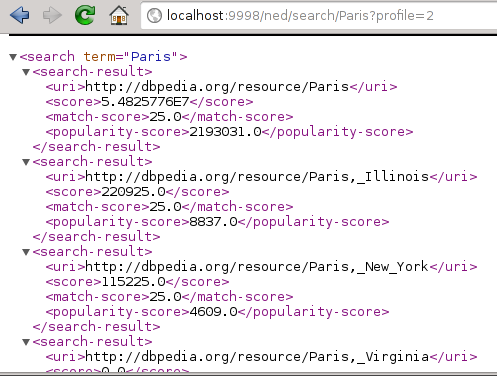 localhost:9998/ned/search/Paris?profile=2
<search term="Paris">
<search-result>
<uri>http://dbpedia.org/resource/Paris</uri>
<score>5.4825776E7</score>
<match-score>25.0</match-score>
<popularity-score>2193031.0</popularity-score>
</search-result>
<search-result>
<uri>http://dbpedia.org/resource/Paris,_Illinois</uri>
<score>220925.0</score>
<match-score>25.0</match-score>
<popularity-score>8837.0</popularity-score>
</search-result>
<search-result>
<uri>http://dbpedia.org/resource/Paris,_New_York</uri>
<score>115225.0</score>
<match-score>25.0</match-score>
<popularity-score>4609.0</popularity-score>
</search-result>
<search-result>
<uri>http://dbpedia.org/resource/Paris,_Virginia</uri>
<score>0.0</score>